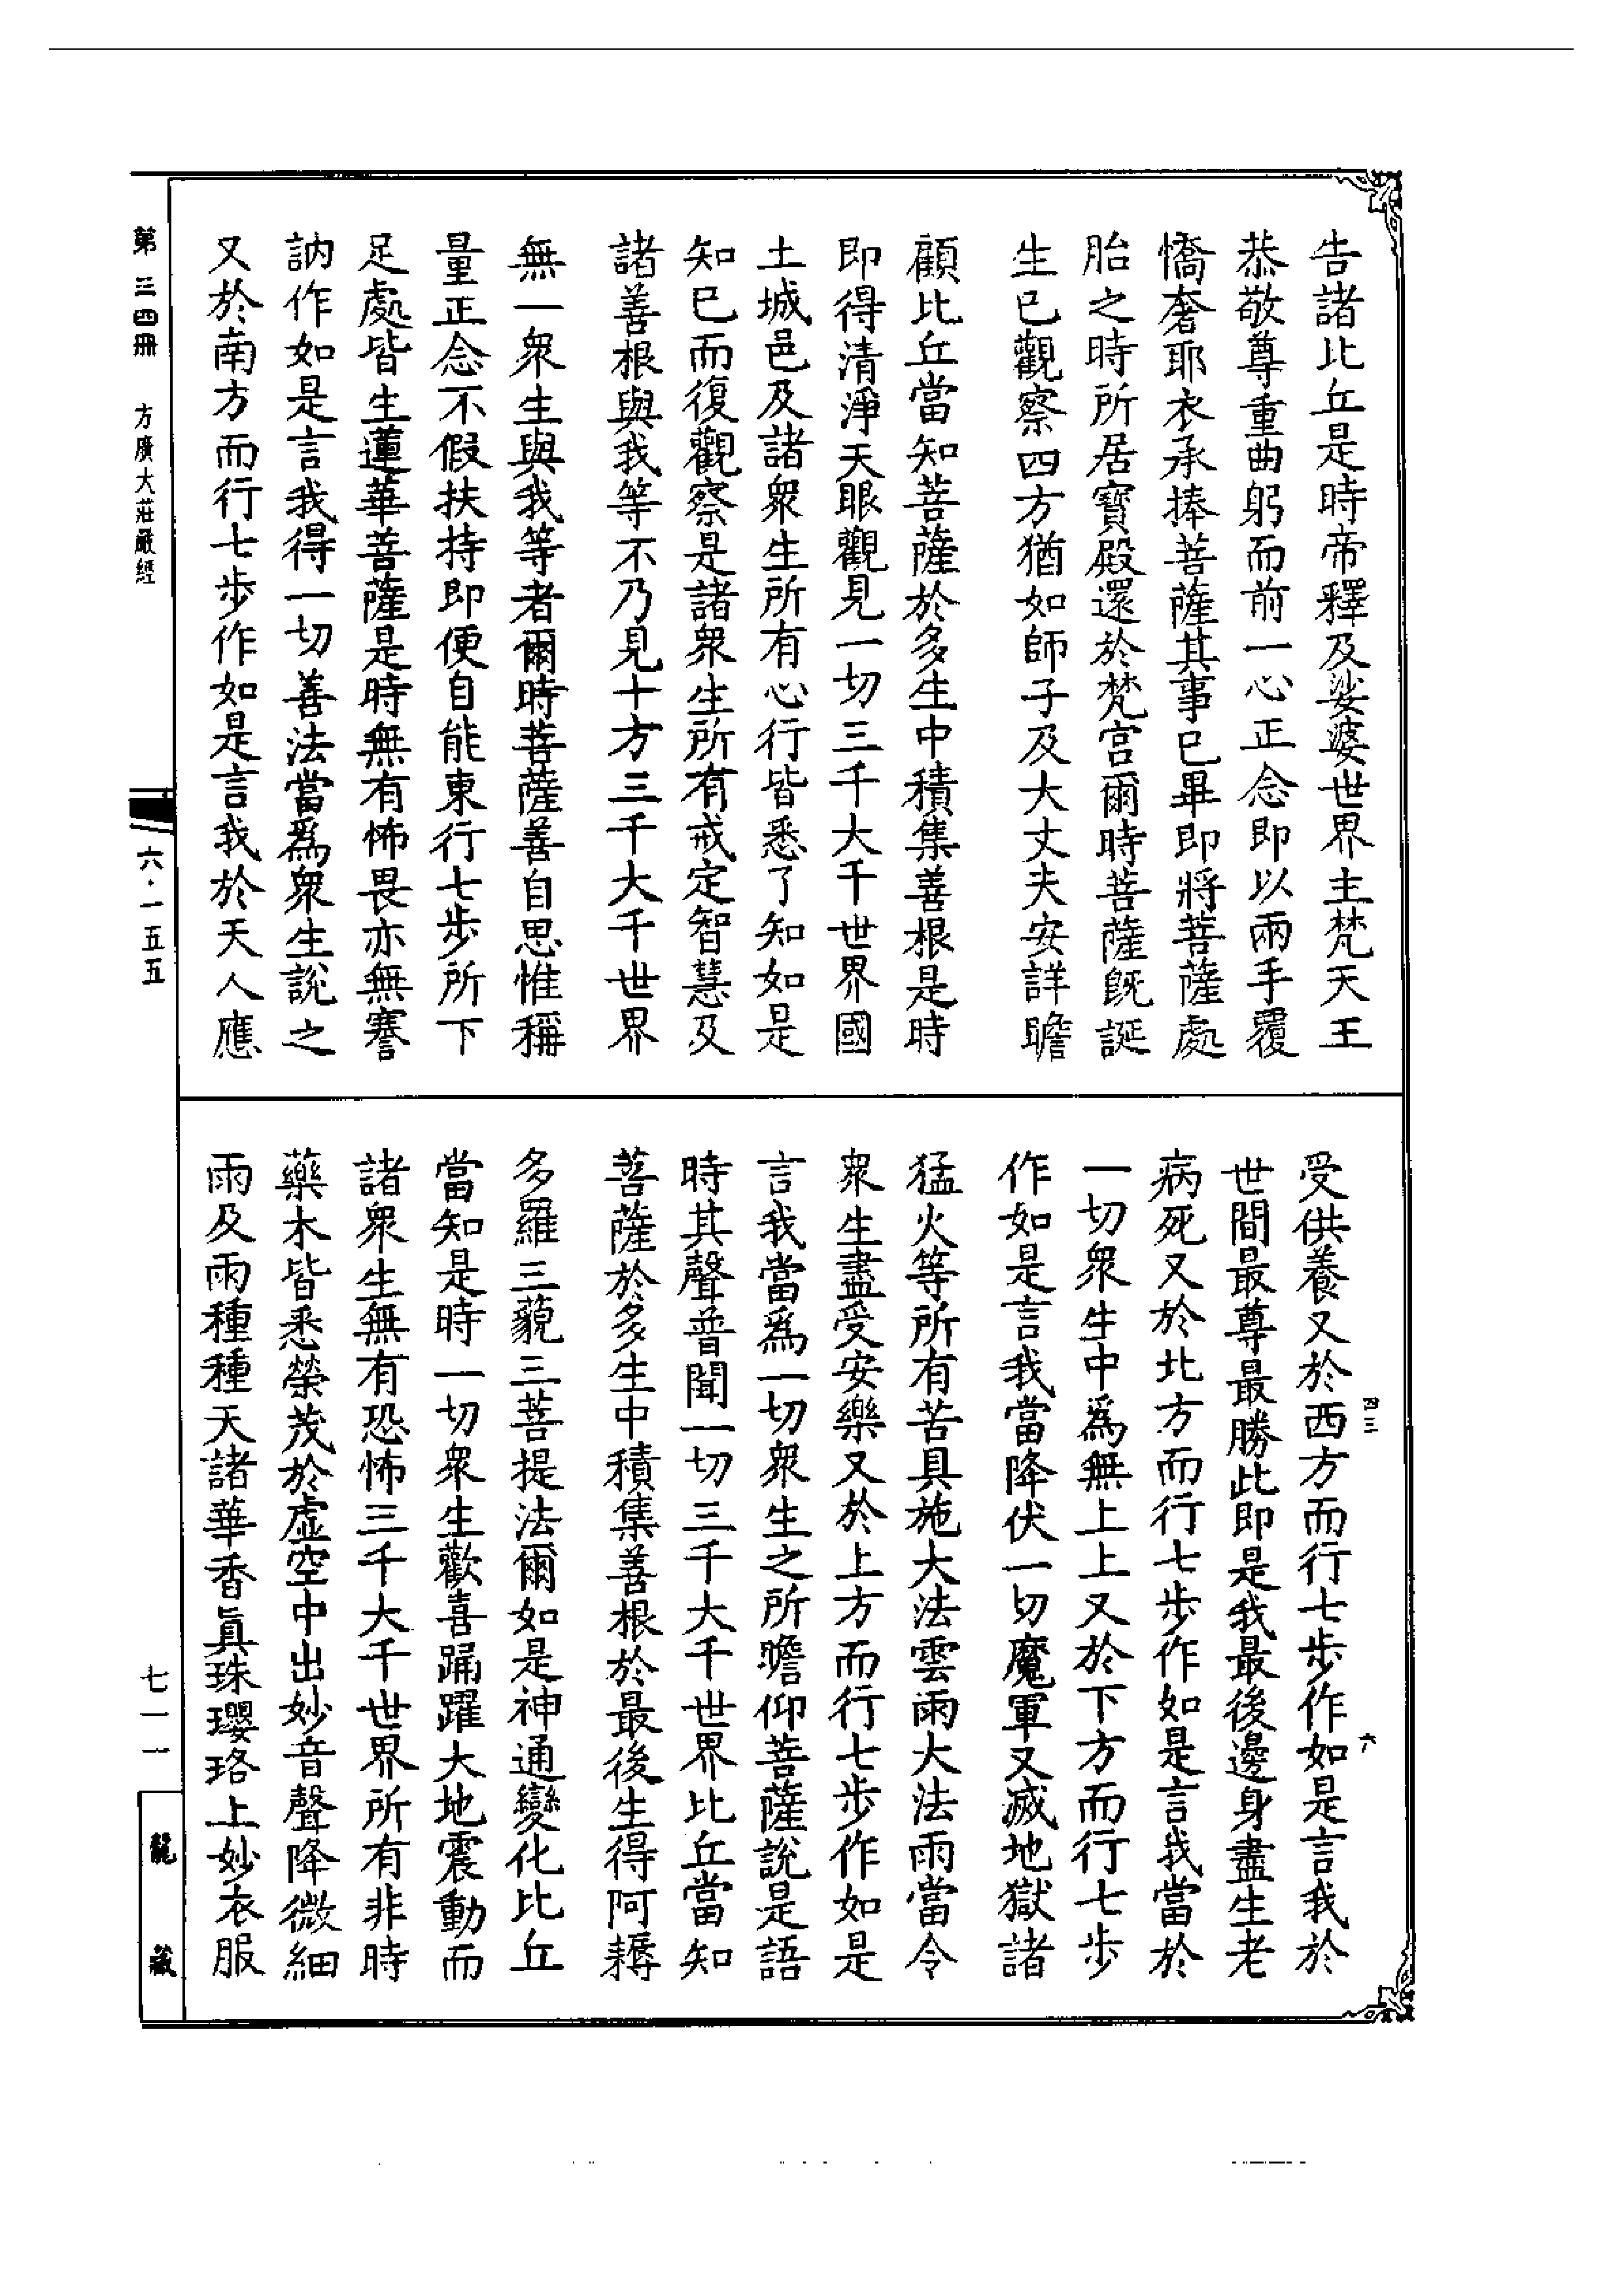 告諸比丘是時帝釋及娑婆世界主梵天王
恭敬尊重曲躬而前一心正念即以兩手覆
憍奢耶衣承捧菩薩其事已畢即將菩薩處
胎之時所居寶殿還於梵宮爾時菩薩旣誕
生已觀察四方猶如師子及大丈夫安詳瞻
顧比丘當知菩薩於多生中積集善根是時
即得清淨天眼觀見一切三千大千世界國
土城邑及諸衆生所有心行皆悉了知如是
知已而復觀察是諸衆生所有戒定智慧及
諸善根與我等不乃見十方三千大千世界
無一衆生與我等者爾時菩薩善自思惟稱
量正念不假扶持即便自能東行七步所下
足處皆生蓮華菩薩是時無有怖畏亦無謇
訥作如是言我得一切善法當爲衆生說之
又於南方而行七步作如是言我於天人應
受供養又於西方而行七步作如是言我於
世間最尊最勝此即是我最後邊身盡生老
病死又於北方而行七步作如是言我當於
一切衆生中爲無上上又於下方而行七步
作如是言我當降伏一切魔軍又滅地獄諸
猛火等所有苦具施大法雲雨大法雨當令
衆生盡受安樂又於上方而行七步作如是
言我當爲一切衆生之所瞻仰菩薩說是語
時其聲普聞一切三千大千世界比丘當知
菩薩於多生中積集善根於最後生得阿耨
多羅三藐三菩提法爾如是神通變化比丘
當知是時一切衆生歡喜踊躍大地震動而
諸衆生無有恐怖三千大千世界所有非時
藥木皆悉榮茂於虛空中出妙音聲降微細
雨及雨種種天諸華香眞珠瓔珞上妙衣服
四三
六
第三四冊 方廣大莊嚴經
六·一五五
七一一
龍藏